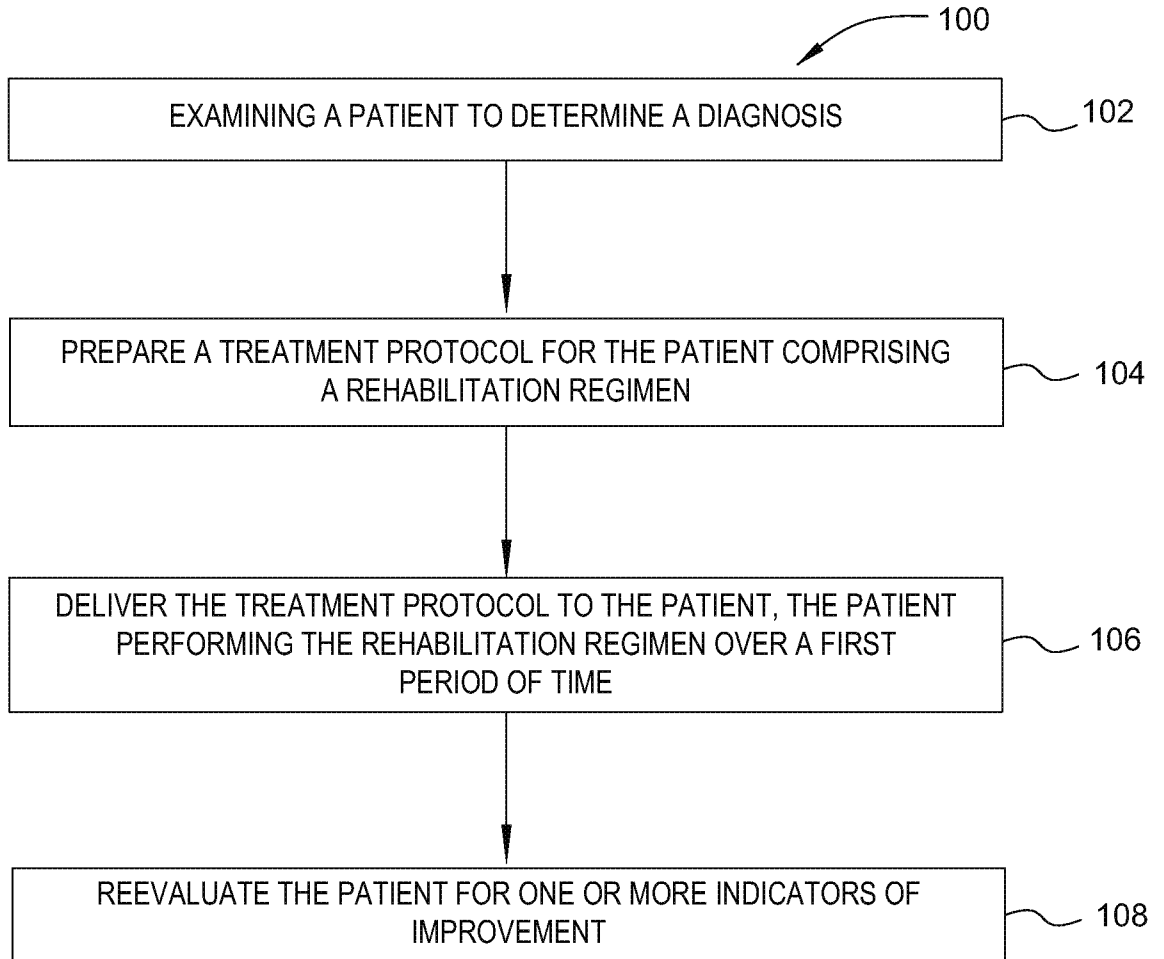 100
EXAMINING A PATIENT TO DETERMINE A DIAGNOSIS
102
PREPARE A TREATMENT PROTOCOL FOR THE PATIENT COMPRISING
A REHABILITATION REGIMEN
104
DELIVER THE TREATMENT PROTOCOL TO THE PATIENT, THE PATIENT
PERFORMING THE REHABILITATION REGIMEN OVER A FIRST
PERIOD OF TIME
106
REEVALUATE THE PATIENT FOR ONE OR MORE INDICATORS OF
IMPROVEMENT
108